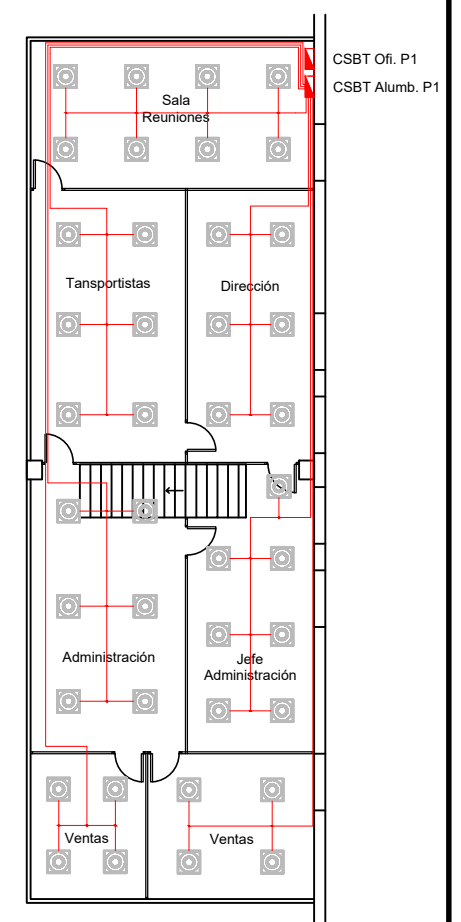 CSBT Ofi. P1
CSBT Alumb. P1
Sala
Reuniones
Tansportistas
Dirección
Administración
Jefe
Administración
Ventas
Ventas